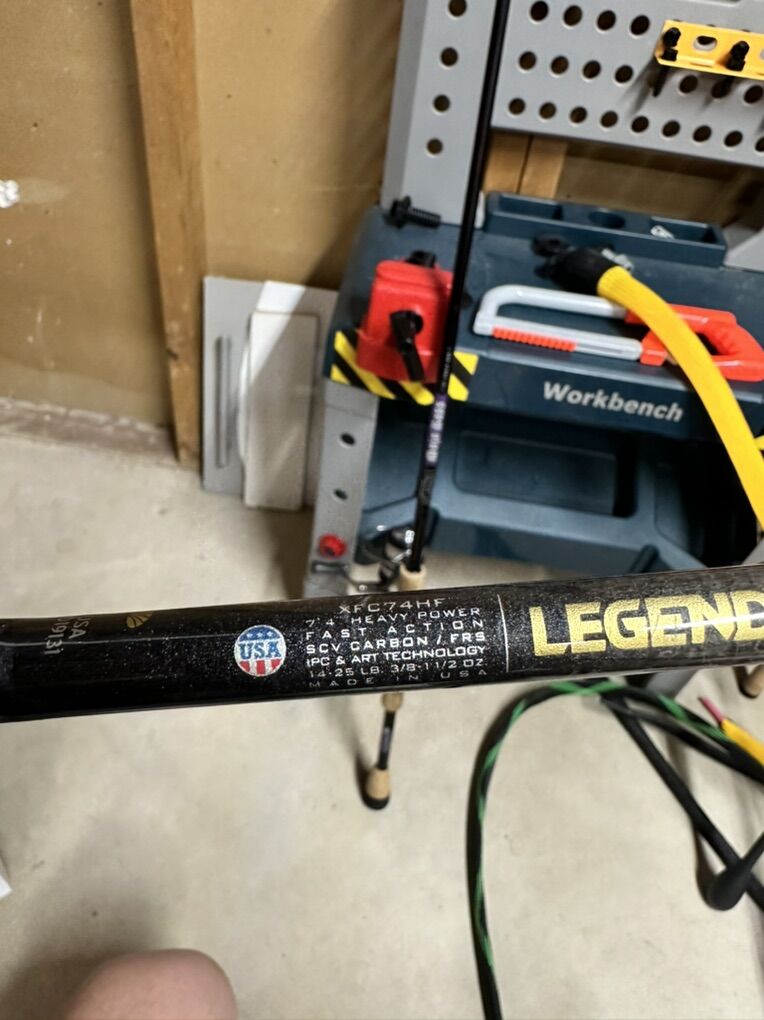 Workbench
XFC74HF
7'4" HEAVY POWER
FAST ACTION
SCV CARBON / FRS
IPC & ART TECHNOLOGY
14-25 LB. 3/8-1 1/2 OZ
MADE IN USA
USA
LEGEND